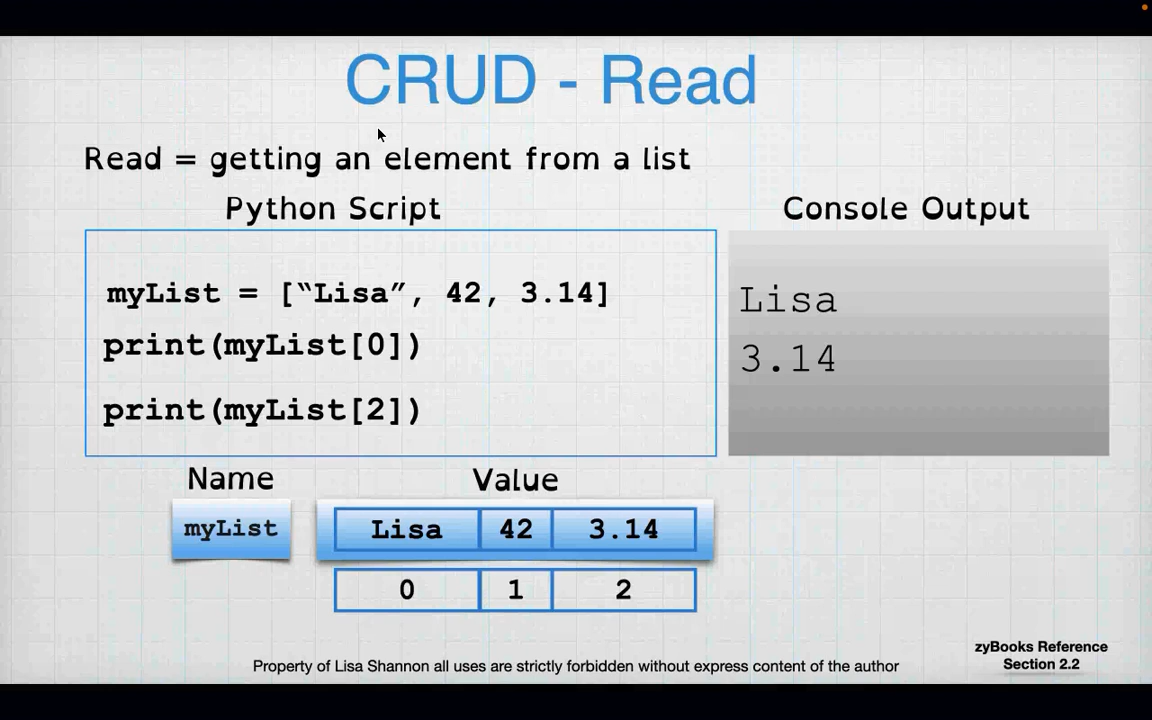 CRUD - Read
Read = getting an element from a list
Python Script
Console Output
myList = [“Lisa”, 42, 3.14]
print(myList[0])
print(myList[2])
Lisa
3.14
Name
Value
myList
Lisa 42 3.14
0 1 2
zyBooks Reference
Section 2.2
Property of Lisa Shannon all uses are strictly forbidden without express content of the author